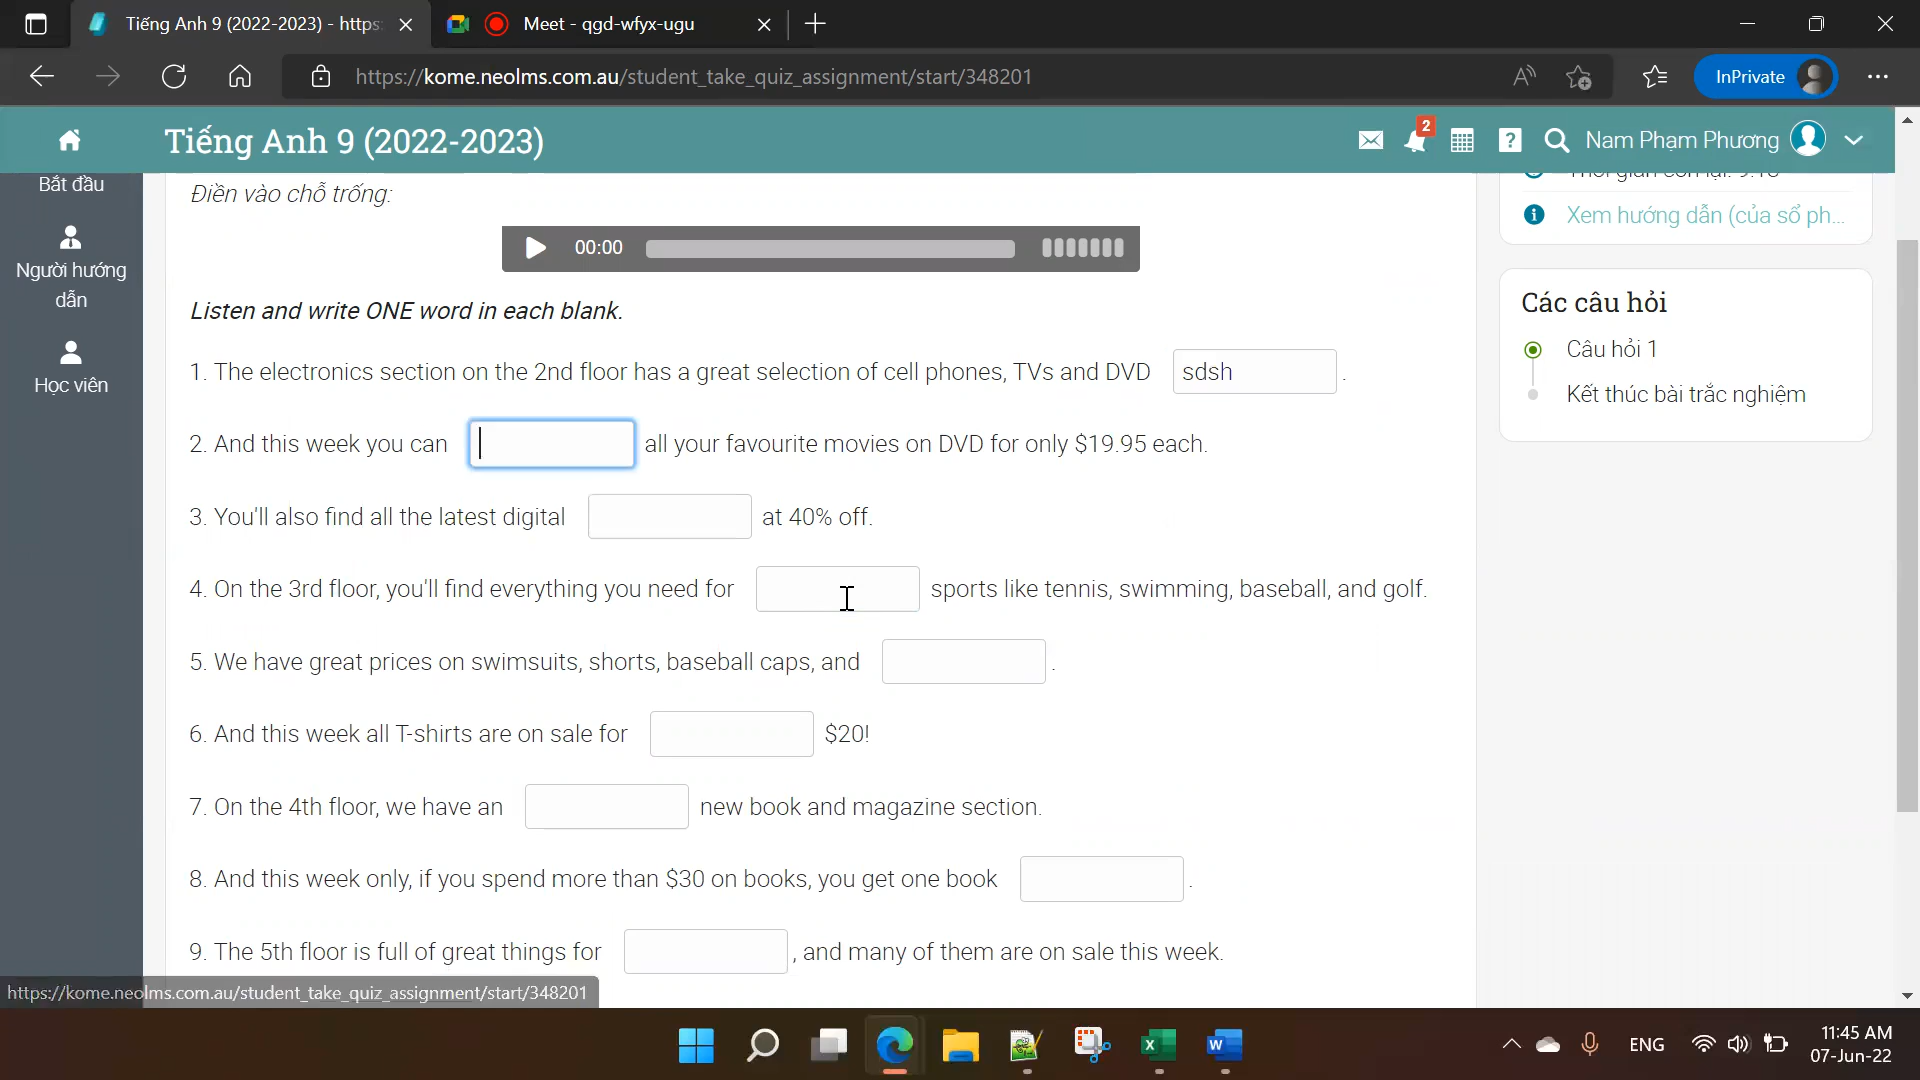 Tiếng Anh 9 (2022-2023) - https:
Meet - qgd-wfyx-ugu
https://kome.neolms.com.au/student_take_quiz_assignment/start/348201
InPrivate
Tiếng Anh 9 (2022-2023)
2
Nam Phạm Phương
Bắt đầu
Người hướng
dẫn
Học viên
Điền vào chỗ trống:
00:00
Listen and write ONE word in each blank.
1. The electronics section on the 2nd floor has a great selection of cell phones, TVs and DVD sdsh .
2. And this week you can all your favourite movies on DVD for only $19.95 each.
3. You'll also find all the latest digital at 40% off.
4. On the 3rd floor, you'll find everything you need for sports like tennis, swimming, baseball, and golf.
5. We have great prices on swimsuits, shorts, baseball caps, and .
6. And this week all T-shirts are on sale for $20!
7. On the 4th floor, we have an new book and magazine section.
8. And this week only, if you spend more than $30 on books, you get one book .
9. The 5th floor is full of great things for , and many of them are on sale this week.
Xem hướng dẫn (của sổ ph...
Các câu hỏi
Câu hỏi 1
Kết thúc bài trắc nghiệm
https://kome.neolms.com.au/student_take_quiz_assignment/start/348201
ENG
11:45 AM
07-Jun-22